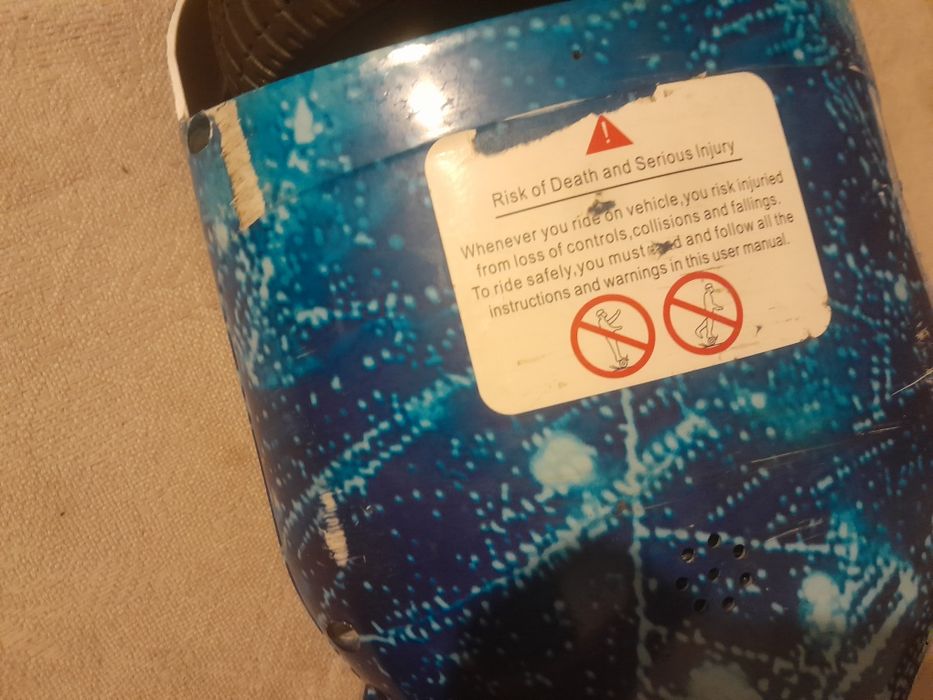 Risk of Death and Serious Injury
Whenever you ride on vehicle,you risk injuried
from loss of controls,collisions and fallings.
To ride safely,you must and follow all the
instructions and warnings in this user manual.